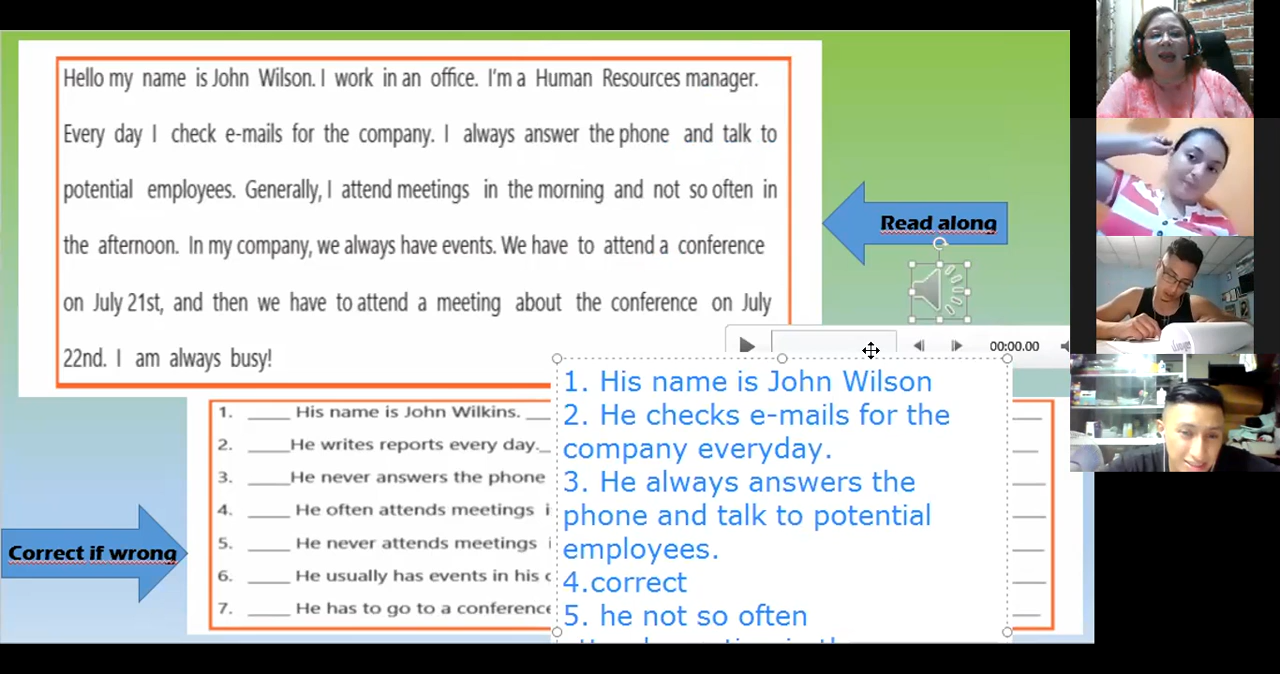 Hello my name is John Wilson. I work in an office. I'm a Human Resources manager.
Every day I check e-mails for the company. I always answer the phone and talk to
potential employees. Generally, I attend meetings in the morning and not so often in
the afternoon. In my company, we always have events. We have to attend a conference
on July 21st, and then we have to attend a meeting about the conference on July
22nd. I am always busy!
Read along
00:00.00
Correct if wrong
1. ____ His name is John Wilkins. __
2. ____He writes reports every day._
3. ____He never answers the phone
4. ____ He often attends meetings
5. ____ He never attends meetings
6. ____ He usually has events in his
7. ____ He has to go to a conference
1. His name is John Wilson
2. He checks e-mails for the
company everyday.
3. He always answers the
phone and talk to potential
employees.
4.correct
5. he not so often